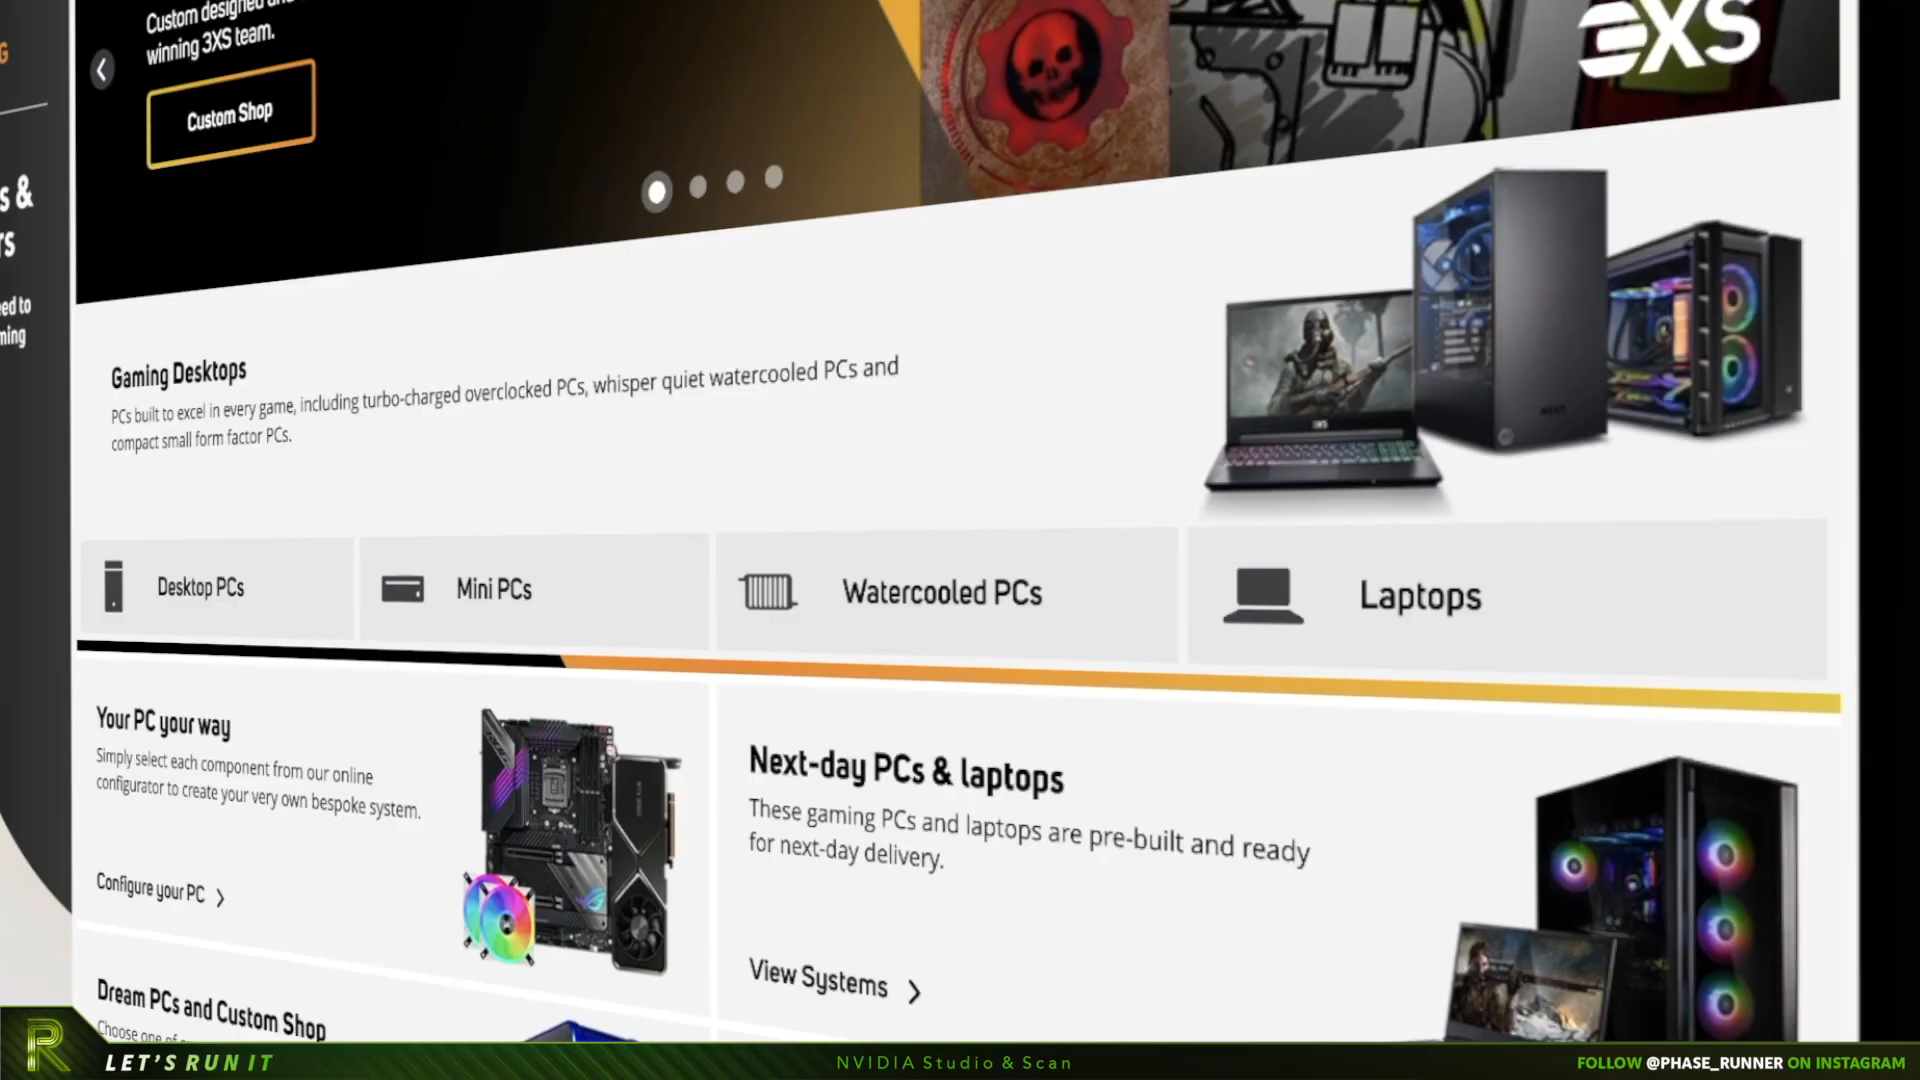 G
Custom designed and
winning 3XS team.
Custom Shop
3XS
s &
rs
eed to
ming
Gaming Desktops
PCs built to excel in every game, including turbo-charged overclocked PCs, whisper quiet watercooled PCs and
compact small form factor PCs.
Desktop PCs
Mini PCs
Watercooled PCs
Laptops
Your PC your way
Simply select each component from our online
configurator to create your very own bespoke system.
Configure your PC
Next-day PCs & laptops
These gaming PCs and laptops are pre-built and ready
for next-day delivery.
View Systems
Dream PCs and Custom Shop
Choose one of
R
LET'S RUN IT
NVIDIA Studio & Scan
FOLLOW @PHASE_RUNNER ON INSTAGRAM